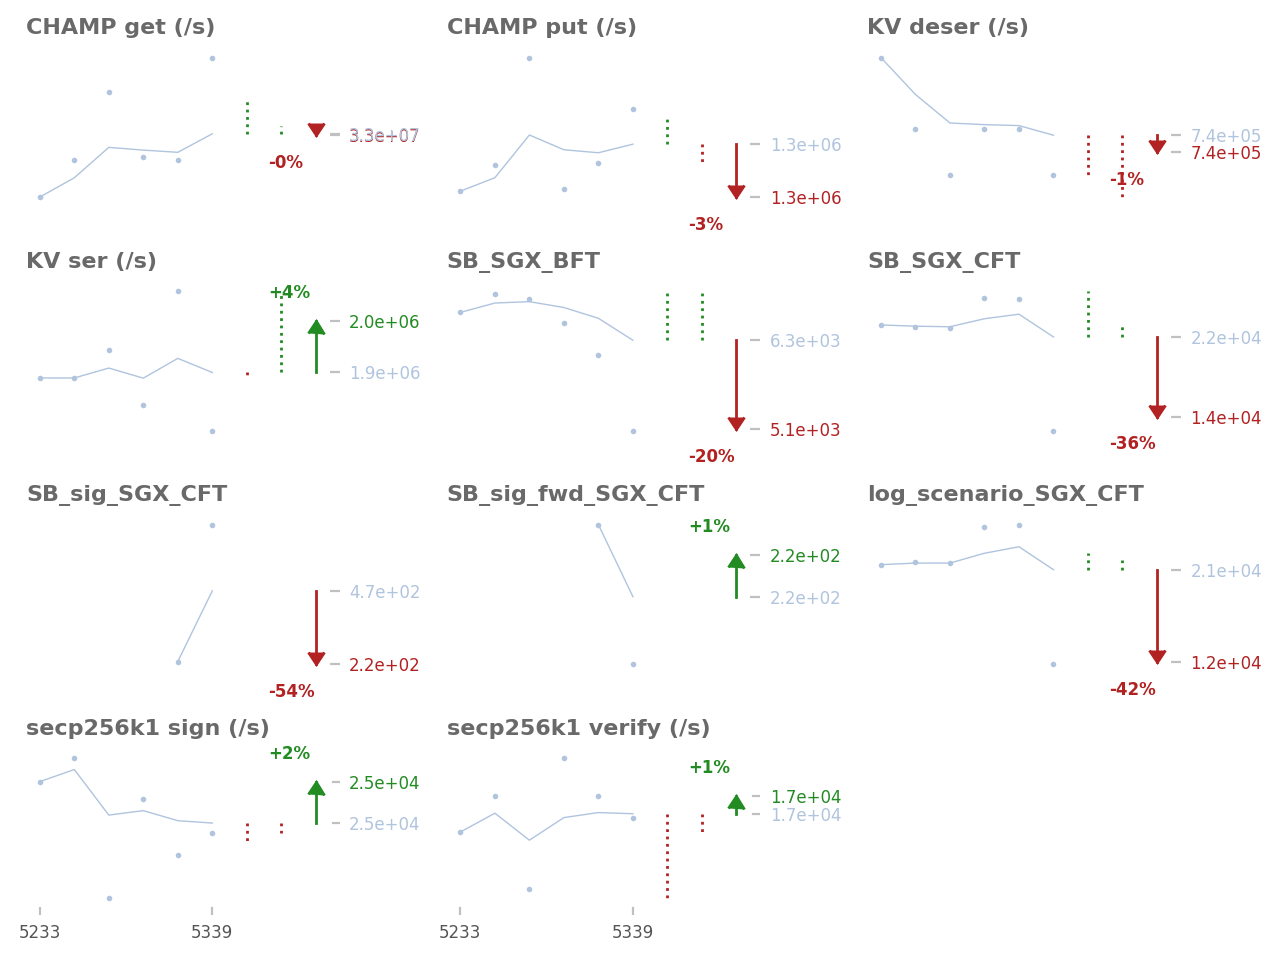 CHAMP get (/s)
CHAMP put (/s)
KV deser (/s)
3.3e+07
-0%
1.3e+06
1.3e+06
-3%
7.4e+05
7.4e+05
-1%
KV ser (/s)
SB_SGX_BFT
SB_SGX_CFT
+4%
2.0e+06
1.9e+06
6.3e+03
5.1e+03
-20%
2.2e+04
1.4e+04
-36%
SB_sig_SGX_CFT
SB_sig_fwd_SGX_CFT
log_scenario_SGX_CFT
4.7e+02
2.2e+02
-54%
+1%
2.2e+02
2.2e+02
2.1e+04
1.2e+04
-42%
secp256k1 sign (/s)
secp256k1 verify (/s)
+2%
2.5e+04
2.5e+04
+1%
1.7e+04
1.7e+04
5233
5339
5233
5339